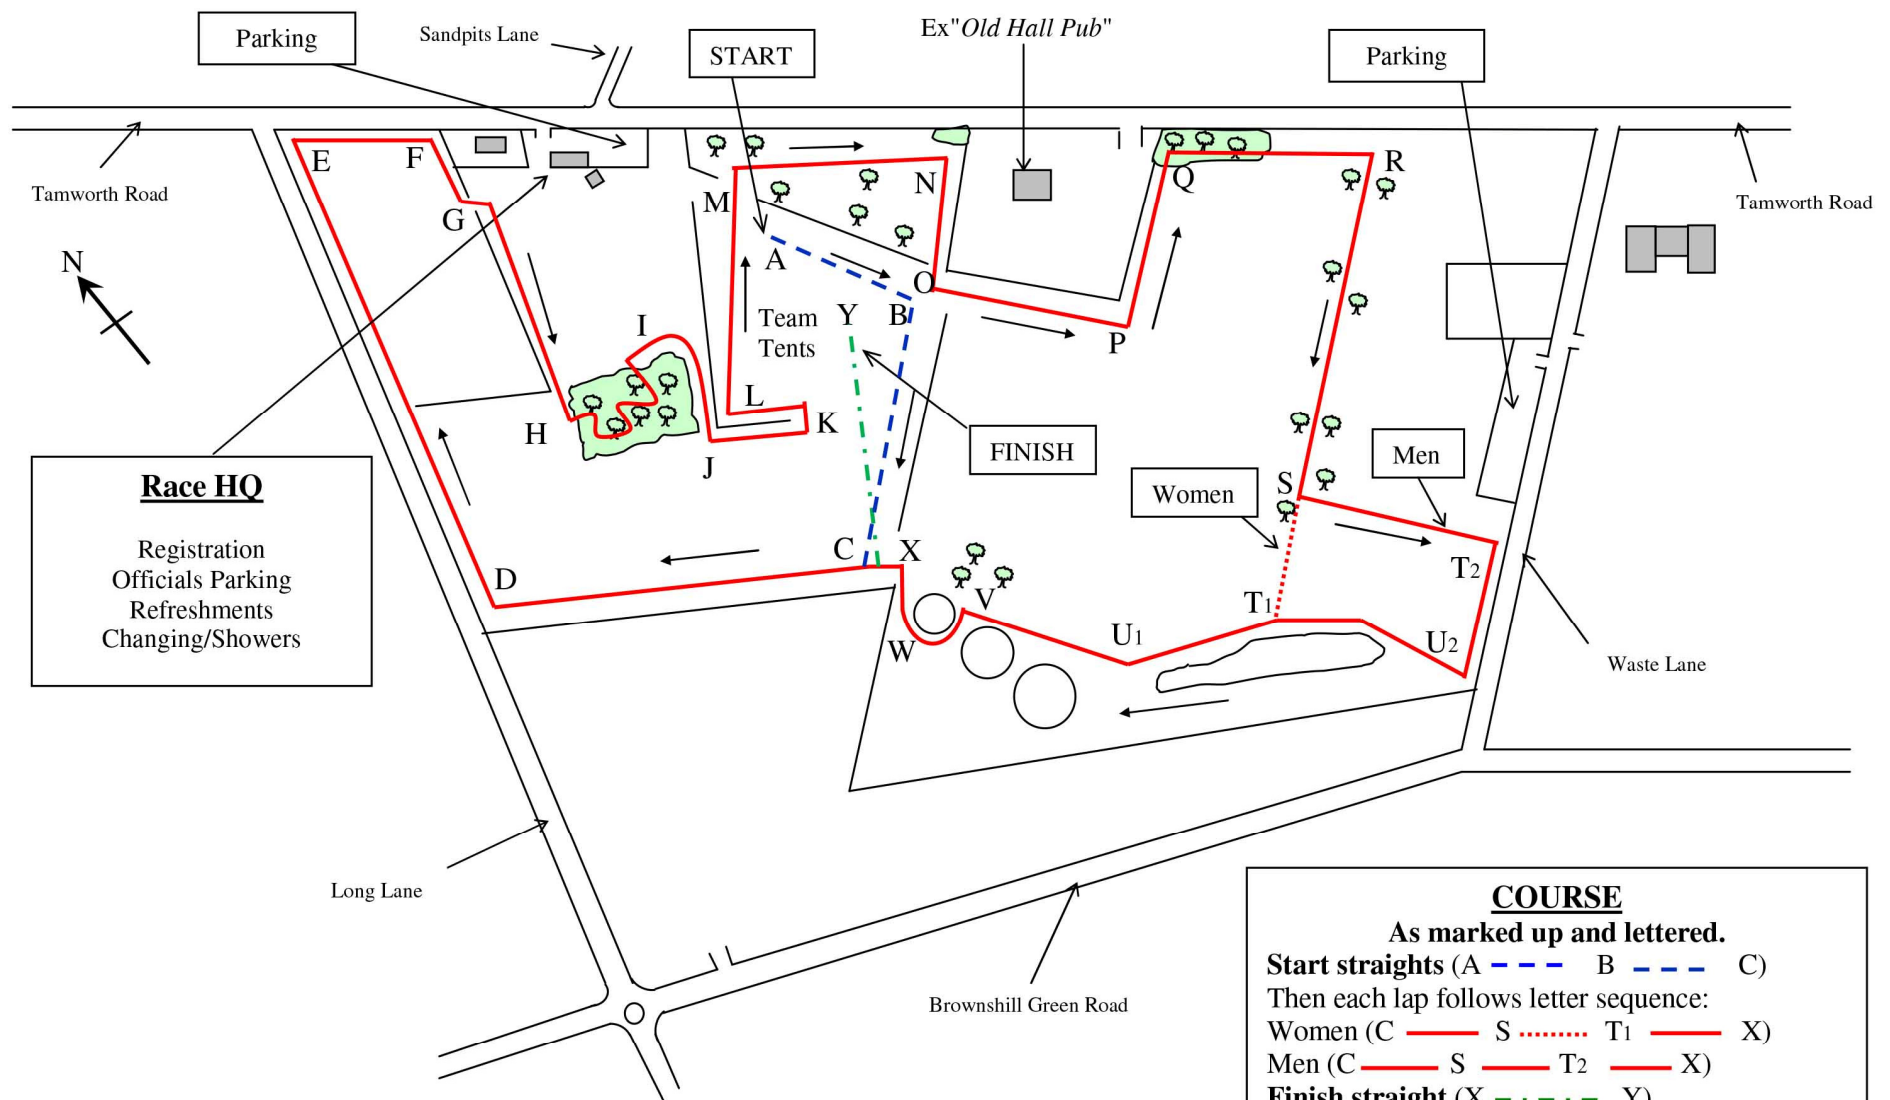 Parking
Sandpits Lane
START
Ex"Old Hall Pub"
Parking
E
F
R
M
N
Q
Tamworth Road
Tamworth Road
G
N
A
O
Y
B
I
Team
Tents
P
L
K
H
J
FINISH
Men
Women
S
Race HQ
Registration
Officials Parking
Refreshments
Changing/Showers
C
X
D
T2
V
T1
U1
U2
W
Waste Lane
Long Lane
Brownshill Green Road
COURSE
As marked up and lettered.
Start straights (A B C)
Then each lap follows letter sequence:
Women (C S T1 X)
Men (C S T2 X)
Finish straight (X Y)